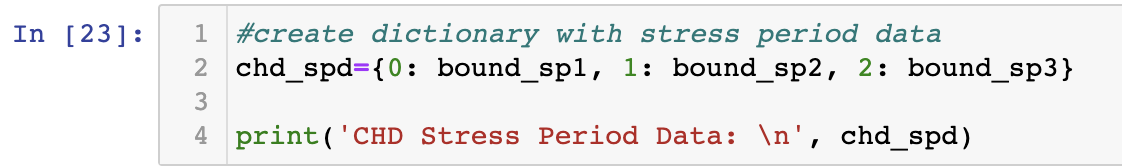 In [23]:
1 #create dictionary with stress period data
2 chd_spd={0: bound_sp1, 1: bound_sp2, 2: bound_sp3}
3
4 print('CHD Stress Period Data: \n', chd_spd)